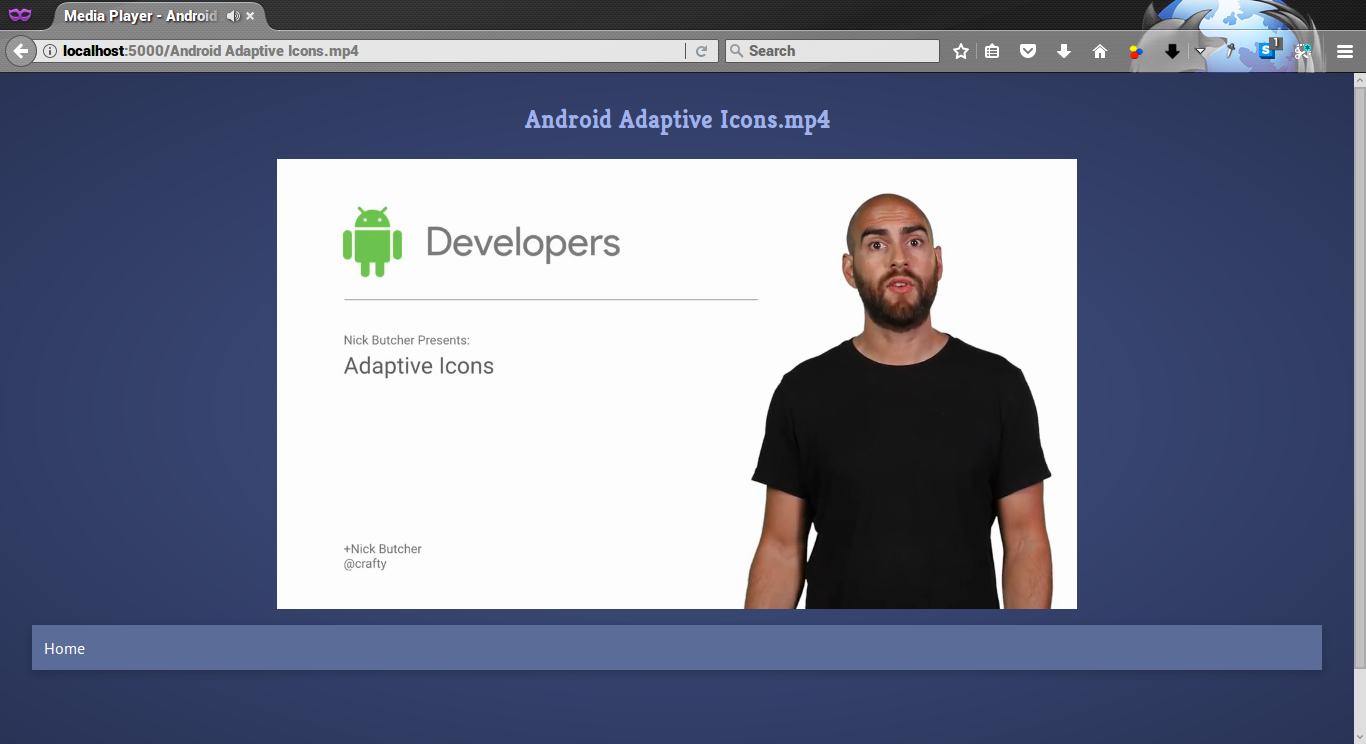 Media Player - Android
localhost:5000/Android Adaptive Icons.mp4
Search
S
1
Android Adaptive Icons.mp4
Developers
Nick Butcher Presents:
Adaptive Icons
+Nick Butcher
@crafty
Home